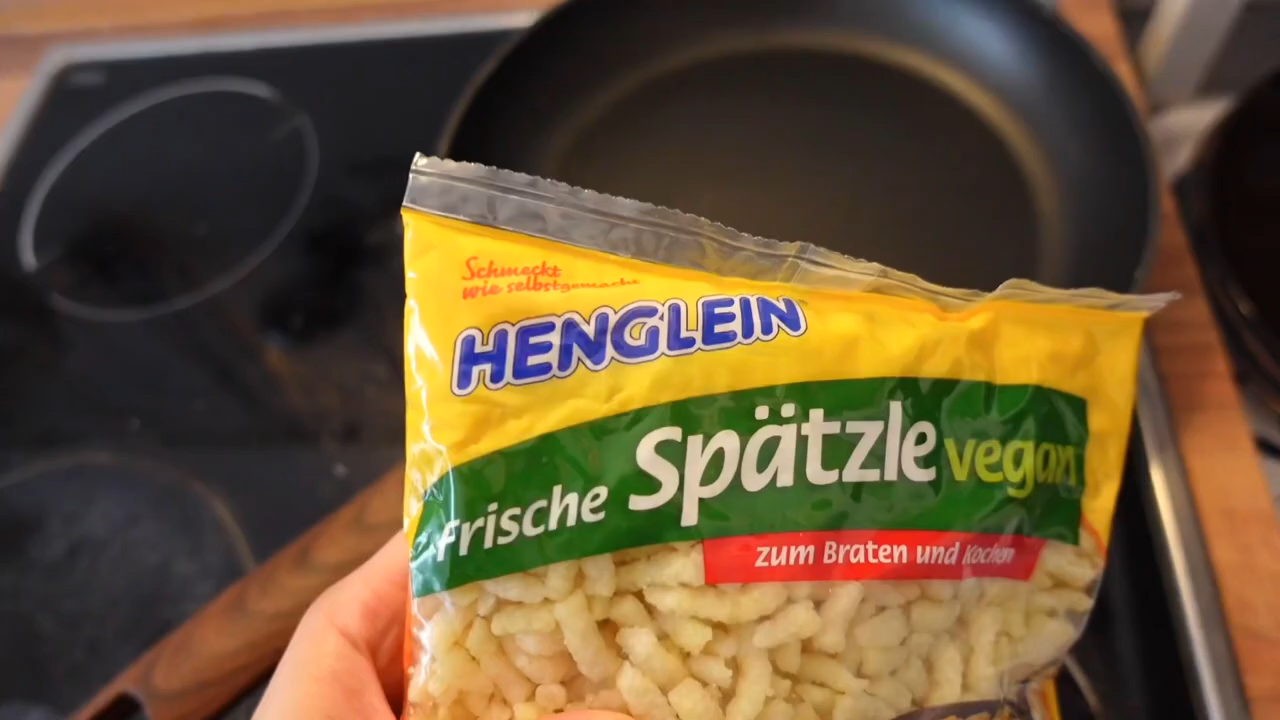 Schmeckt
wie selbstgemacht
HENGLEIN
Frische Spätzle vegan
zum Braten und Kochen